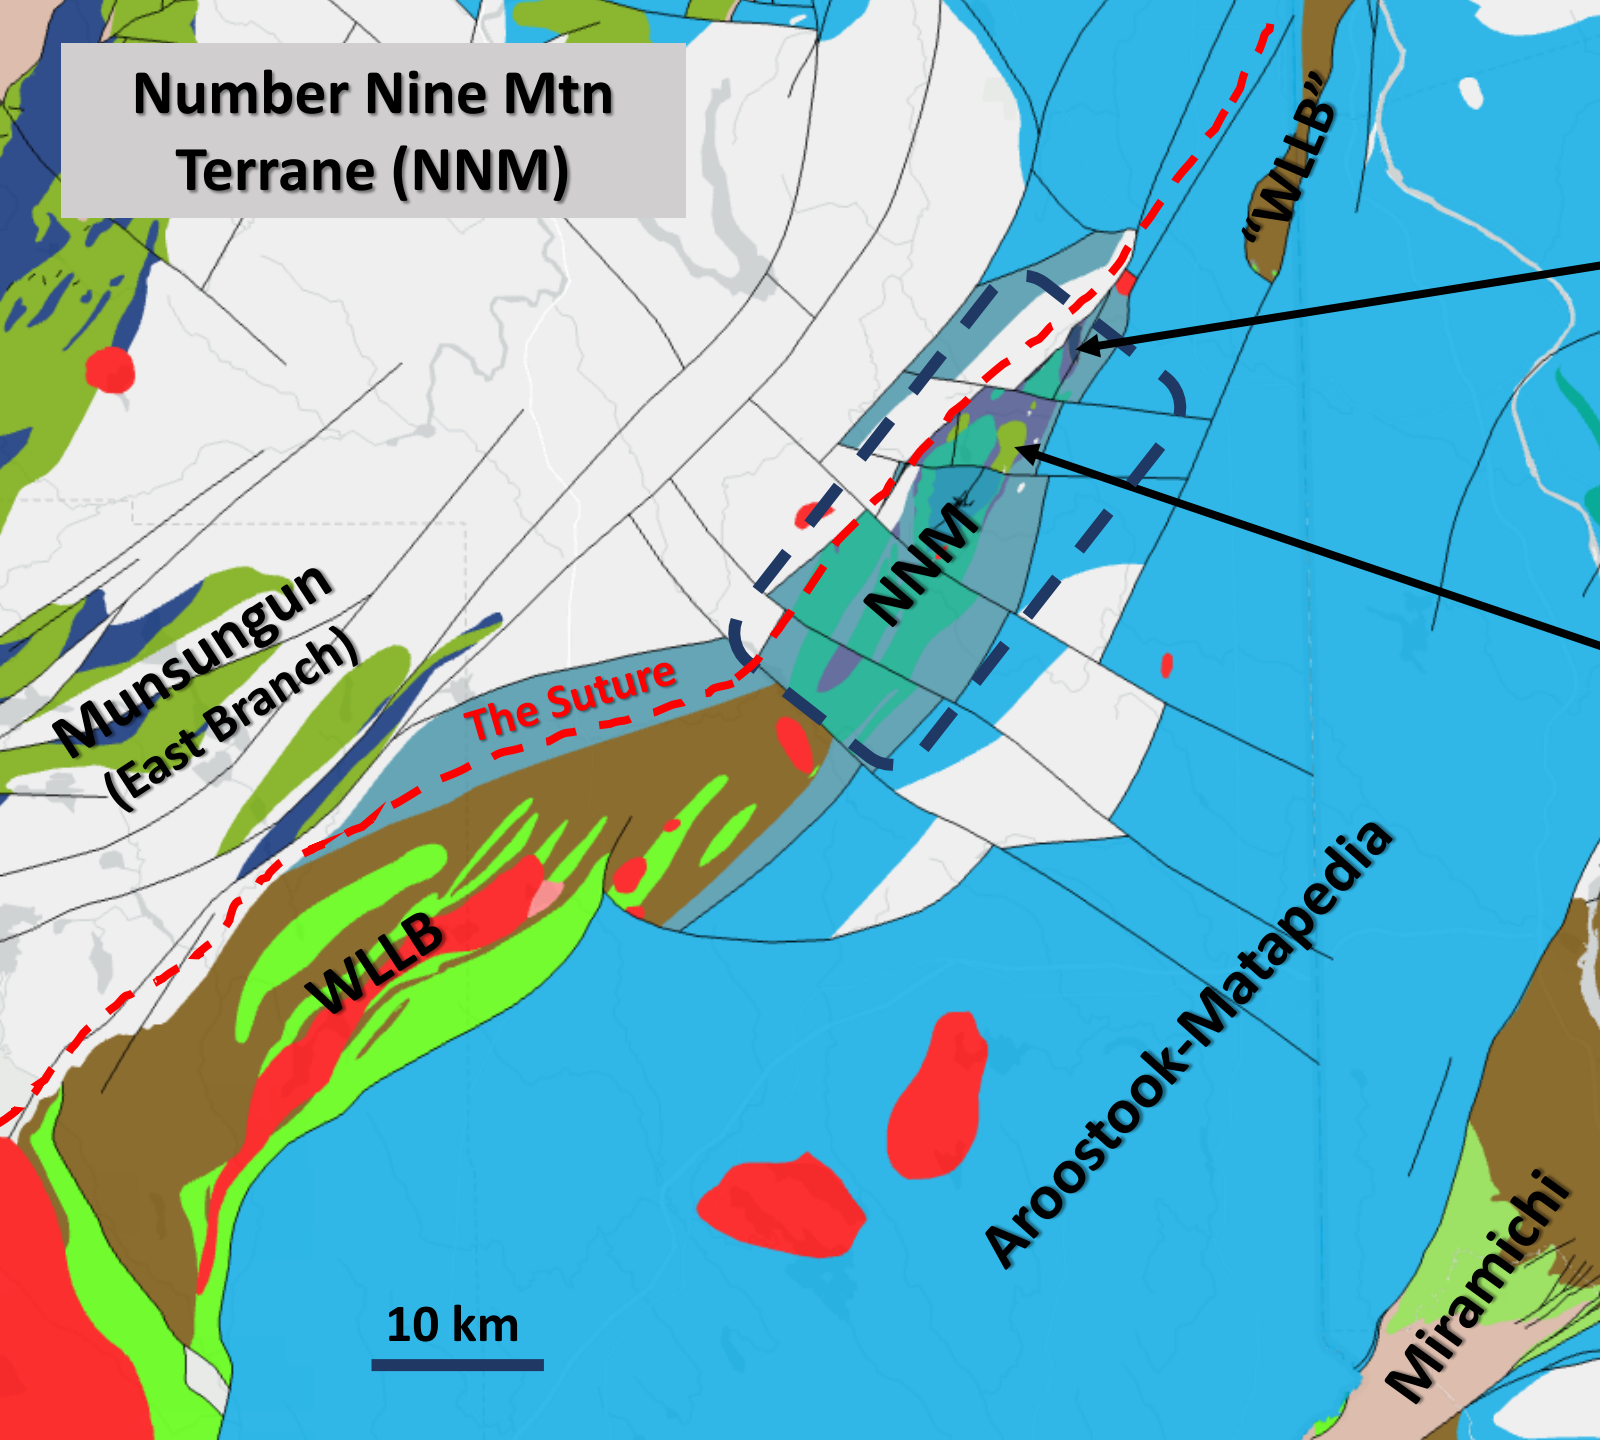 Number Nine Mtn
Terrane (NNM)
"WLLB"
NNM
Munsungun
(East Branch)
The Suture
WLLB
Aroostook-Matapedia
Miramichi
10 km